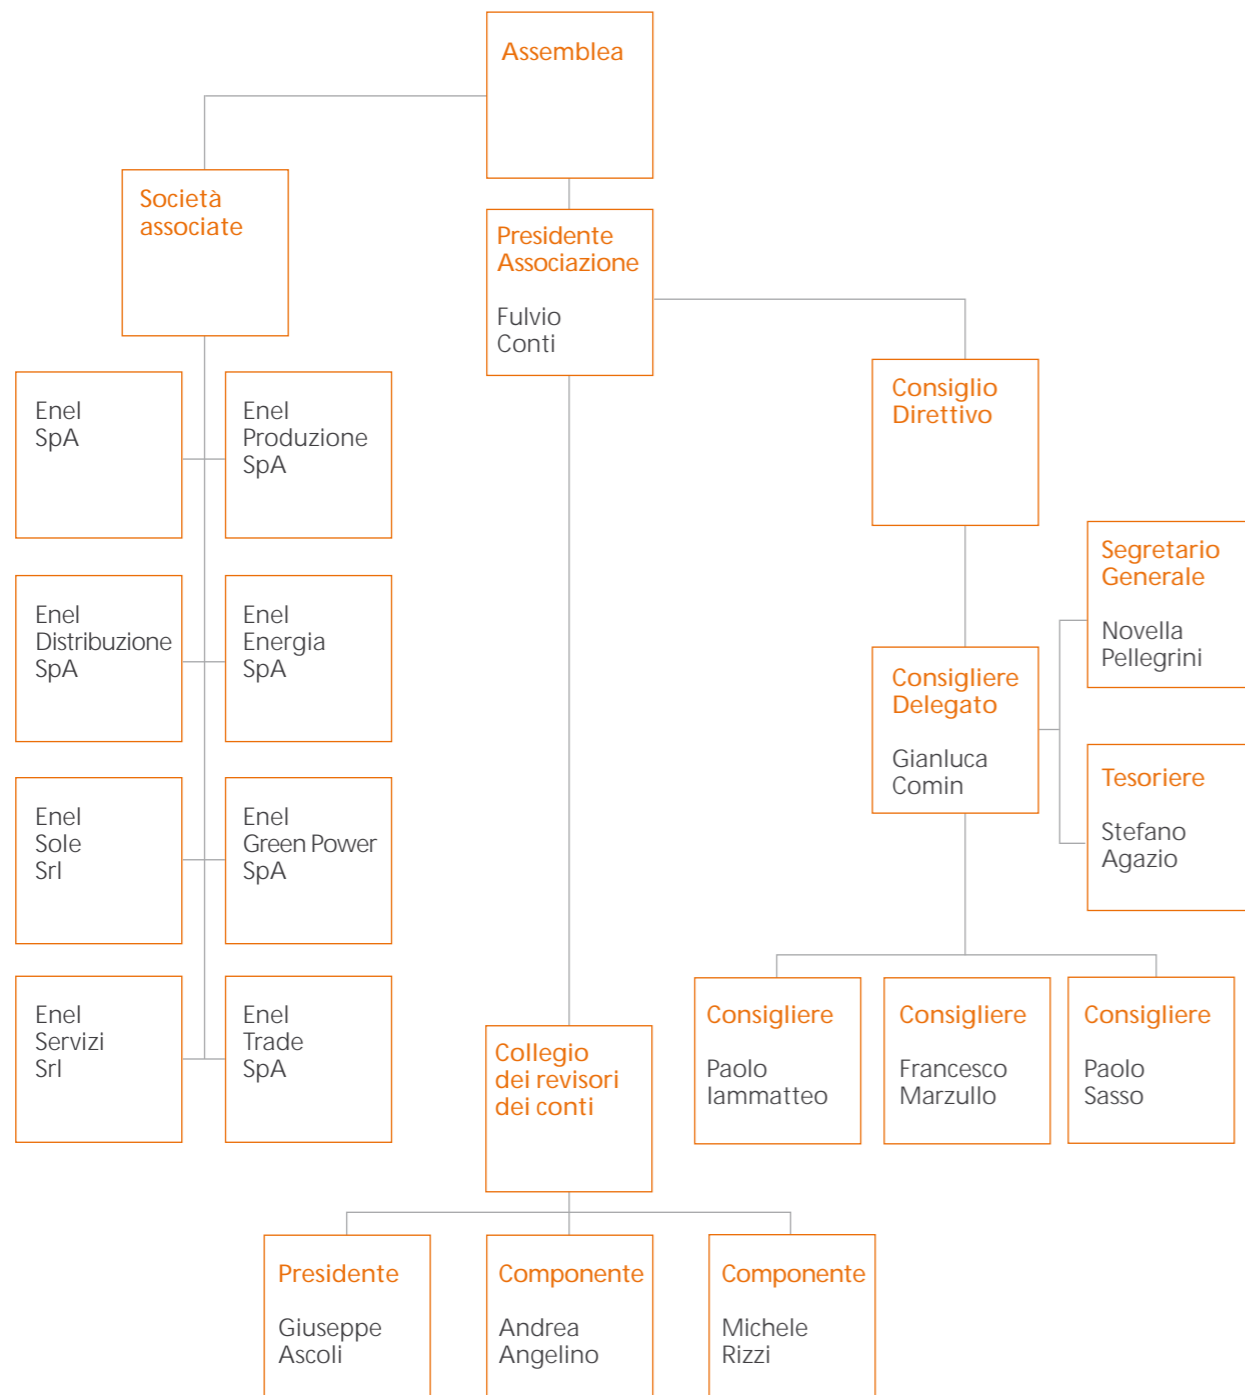 Assemblea
Società
associate
Presidente
Associazione
Fulvio
Conti
Enel
SpA
Enel
Produzione
SpA
Consiglio
Direttivo
Segretario
Generale
Novella
Pellegrini
Enel
Distribuzione
SpA
Enel
Energia
SpA
Consigliere
Delegato
Gianluca
Comin
Tesoriere
Stefano
Agazio
Enel
Sole
Srl
Enel
Green Power
SpA
Enel
Servizi
Srl
Enel
Trade
SpA
Collegio
dei revisori
dei conti
Consigliere
Paolo
Iammatteo
Consigliere
Francesco
Marzullo
Consigliere
Paolo
Sasso
Presidente
Giuseppe
Ascoli
Componente
Andrea
Angelino
Componente
Michele
Rizzi